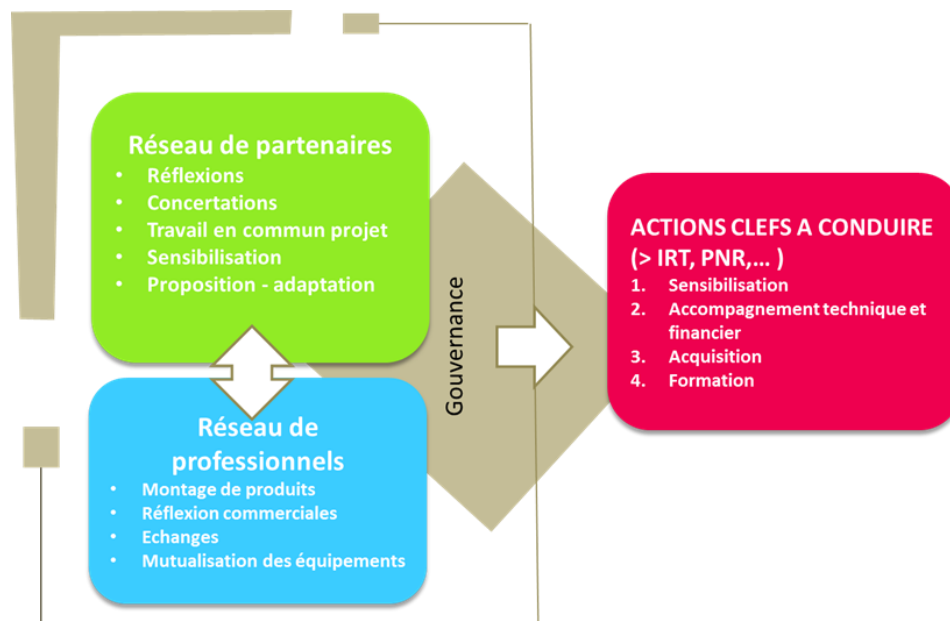 Réseau de partenaires
• Réflexions
• Concertations
• Travail en commun projet
• Sensibilisation
• Proposition - adaptation
Réseau de
professionnels
• Montage de produits
• Réflexion commerciales
• Echanges
• Mutualisation des équipements
Gouvernance
ACTIONS CLEFS A CONDUIRE
(> IRT, PNR,... )
1. Sensibilisation
2. Accompagnement technique et
financier
3. Acquisition
4. Formation